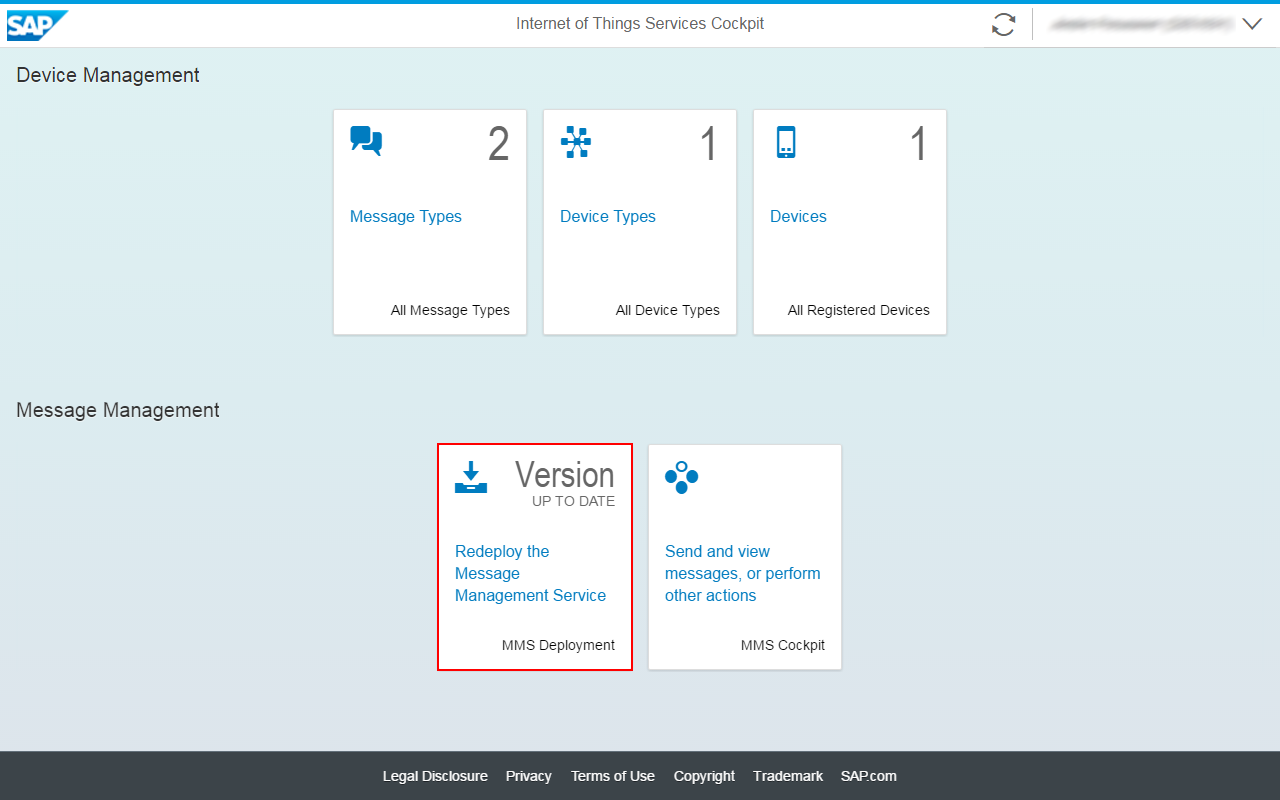 SAP
Internet of Things Services Cockpit
Device Management
2
Message Types
All Message Types
1
Device Types
All Device Types
1
Devices
All Registered Devices
Message Management
Version
UP TO DATE
Redeploy the
Message
Management Service
MMS Deployment
Send and view
messages, or perform
other actions
MMS Cockpit
Legal Disclosure Privacy Terms of Use Copyright Trademark SAP.com